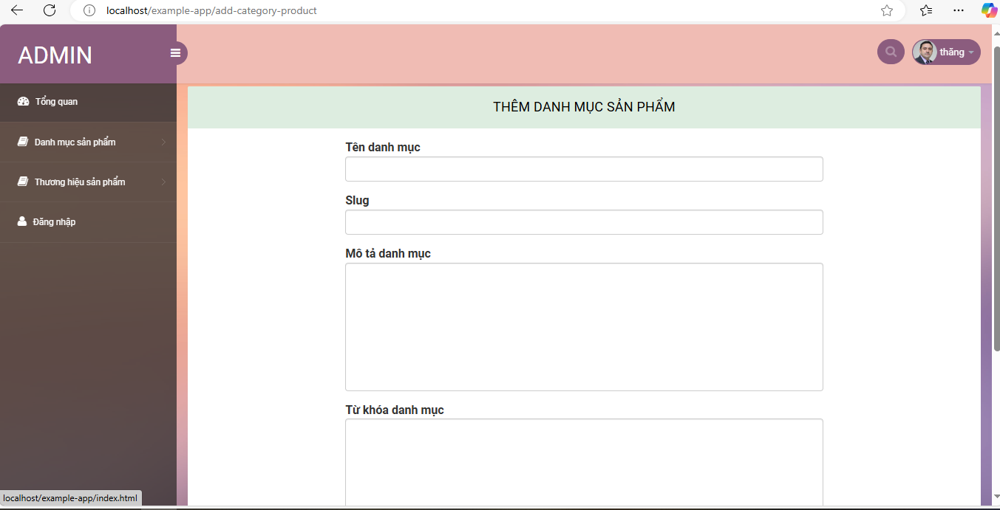 localhost/example-app/add-category-product
ADMIN
thăng
Tổng quan
Danh mục sản phẩm
Thương hiệu sản phẩm
Đăng nhập
THÊM DANH MỤC SẢN PHẨM
Tên danh mục
Slug
Mô tả danh mục
Từ khóa danh mục
localhost/example-app/index.html